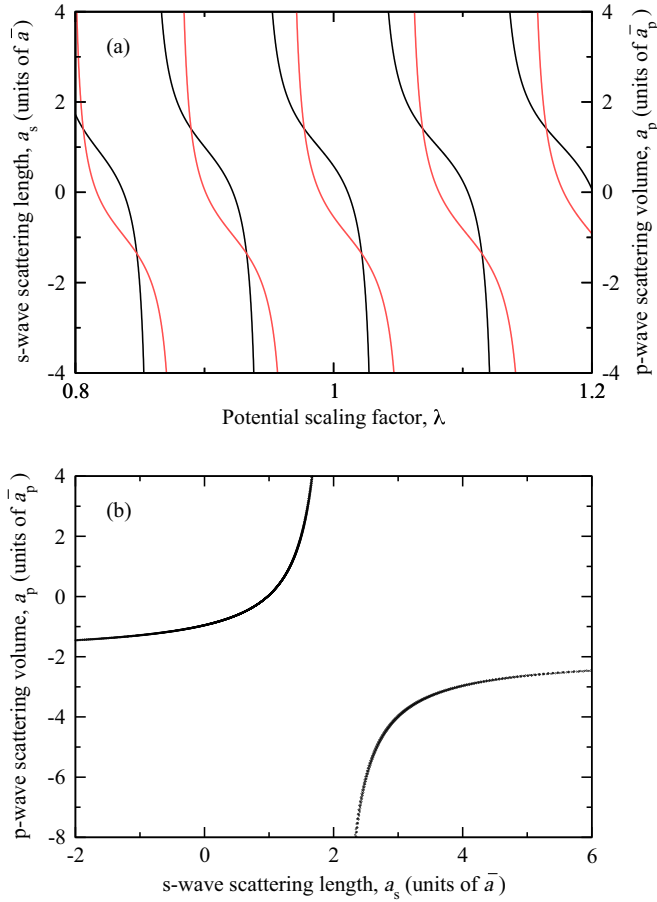 (a)
s-wave scattering length, a_s (units of ā)
4
2
0
-2
-4
4
2
0
-2
-4
p-wave scattering volume, a_p (units of ā_p)
0.8 1 1.2
Potential scaling factor, λ
(b)
p-wave scattering volume, a_p (units of ā_p)
4
2
0
-2
-4
-6
-8
-2 0 2 4 6
s-wave scattering length, a_s (units of ā)